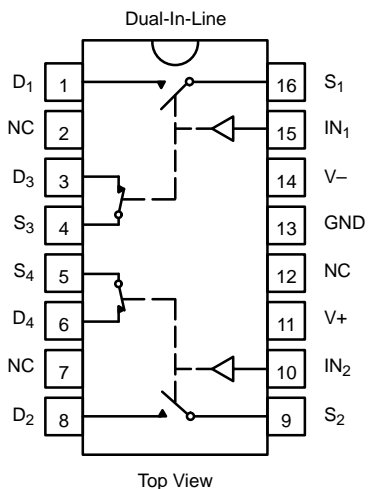 Dual-In-Line
D1 1 16 S1
NC 2 15 IN1
D3 3 14 V–
S3 4 13 GND
S4 5 12 NC
D4 6 11 V+
NC 7 10 IN2
D2 8 9 S2
Top View